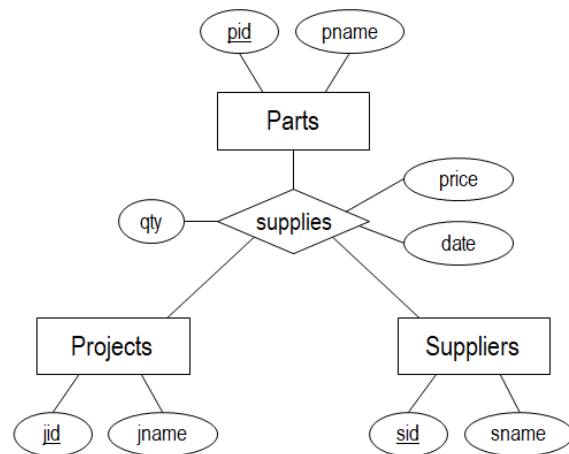 pid
pname
Parts
price
qty
supplies
date
Projects
Suppliers
jid
jname
sid
sname